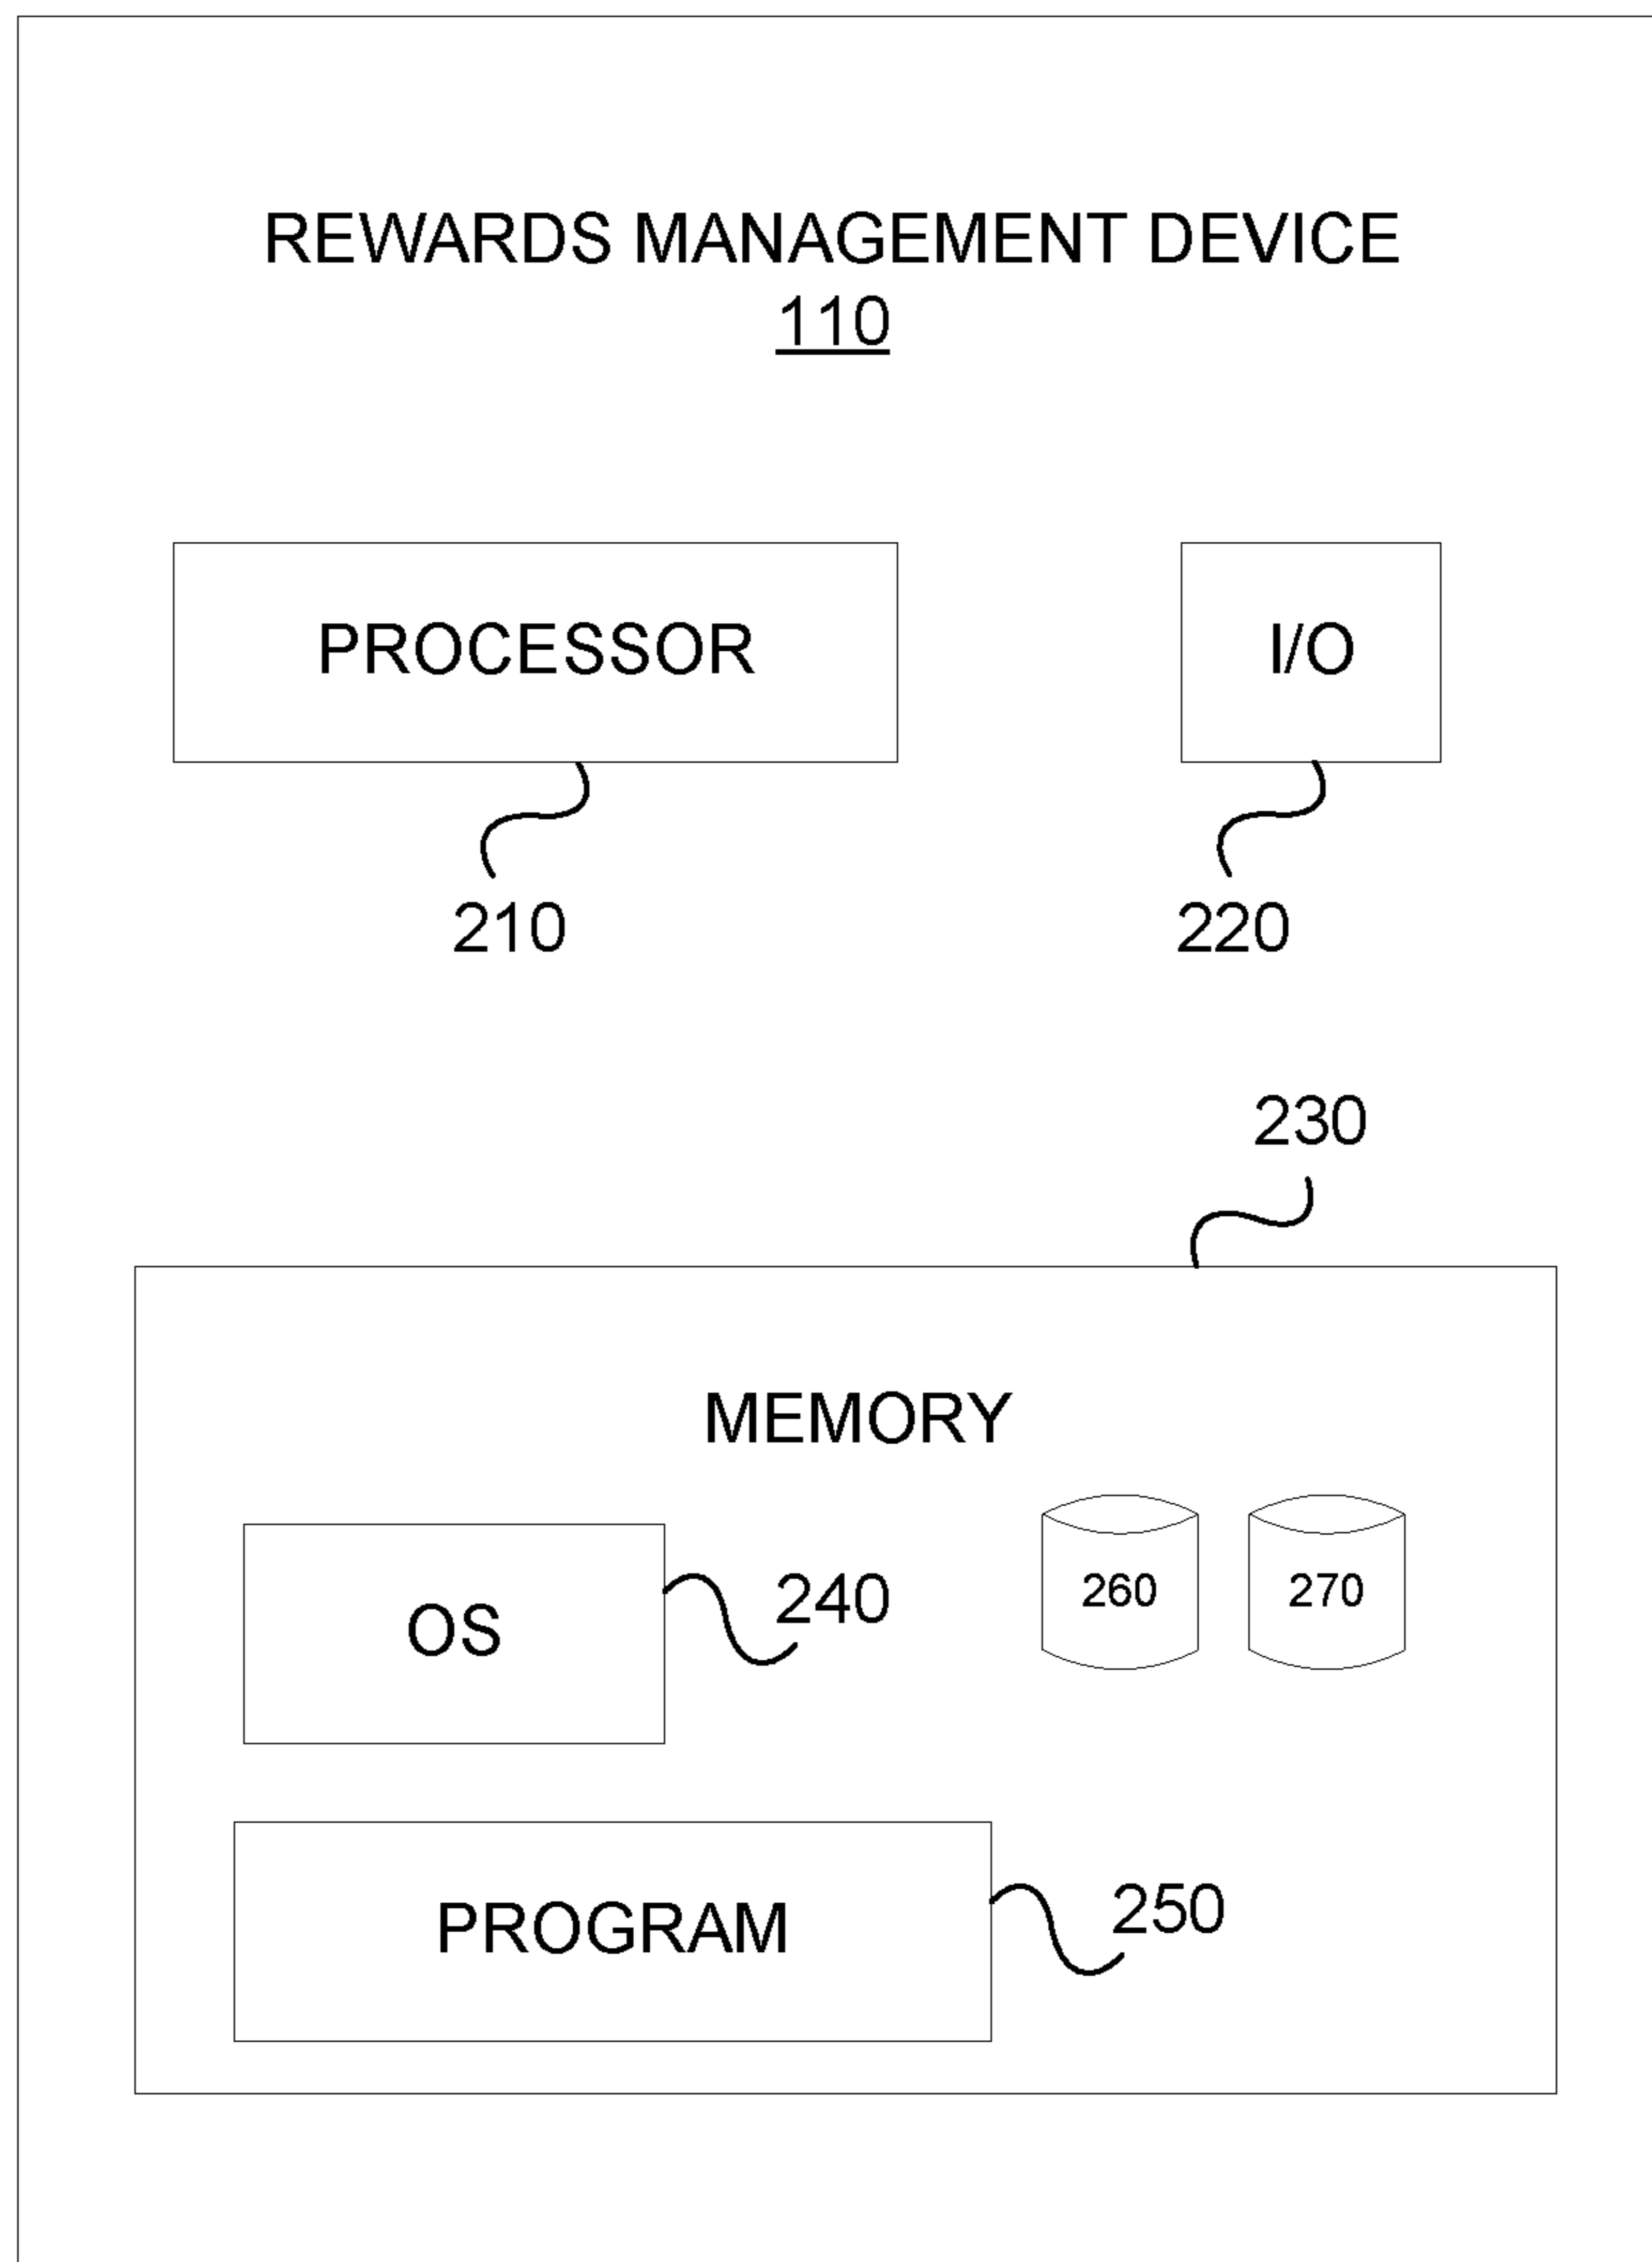 REWARDS MANAGEMENT DEVICE
110
PROCESSOR
I/O
210
220
230
MEMORY
OS
240
260
270
PROGRAM
250